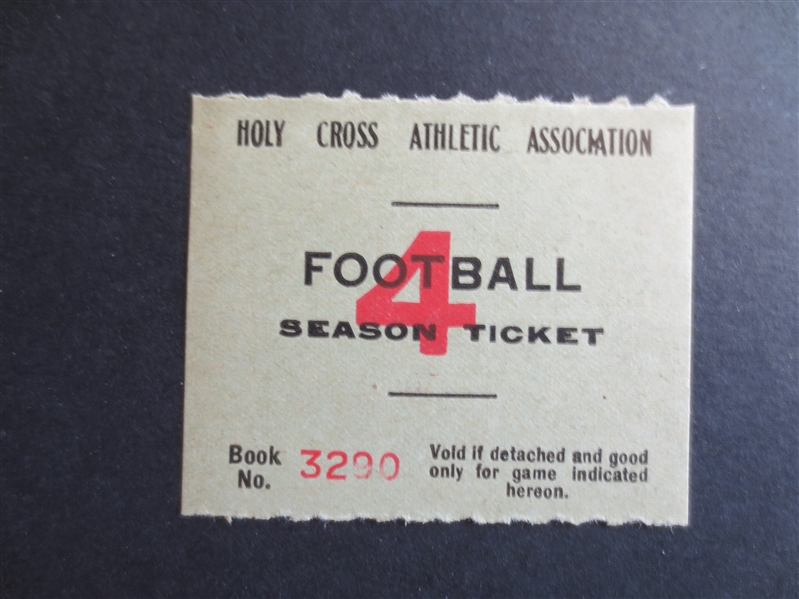 HOLY CROSS ATHLETIC ASSOCIATION
4
FOOTBALL
SEASON TICKET
Book No. 3290
Void if detached and good
only for game indicated
hereon.